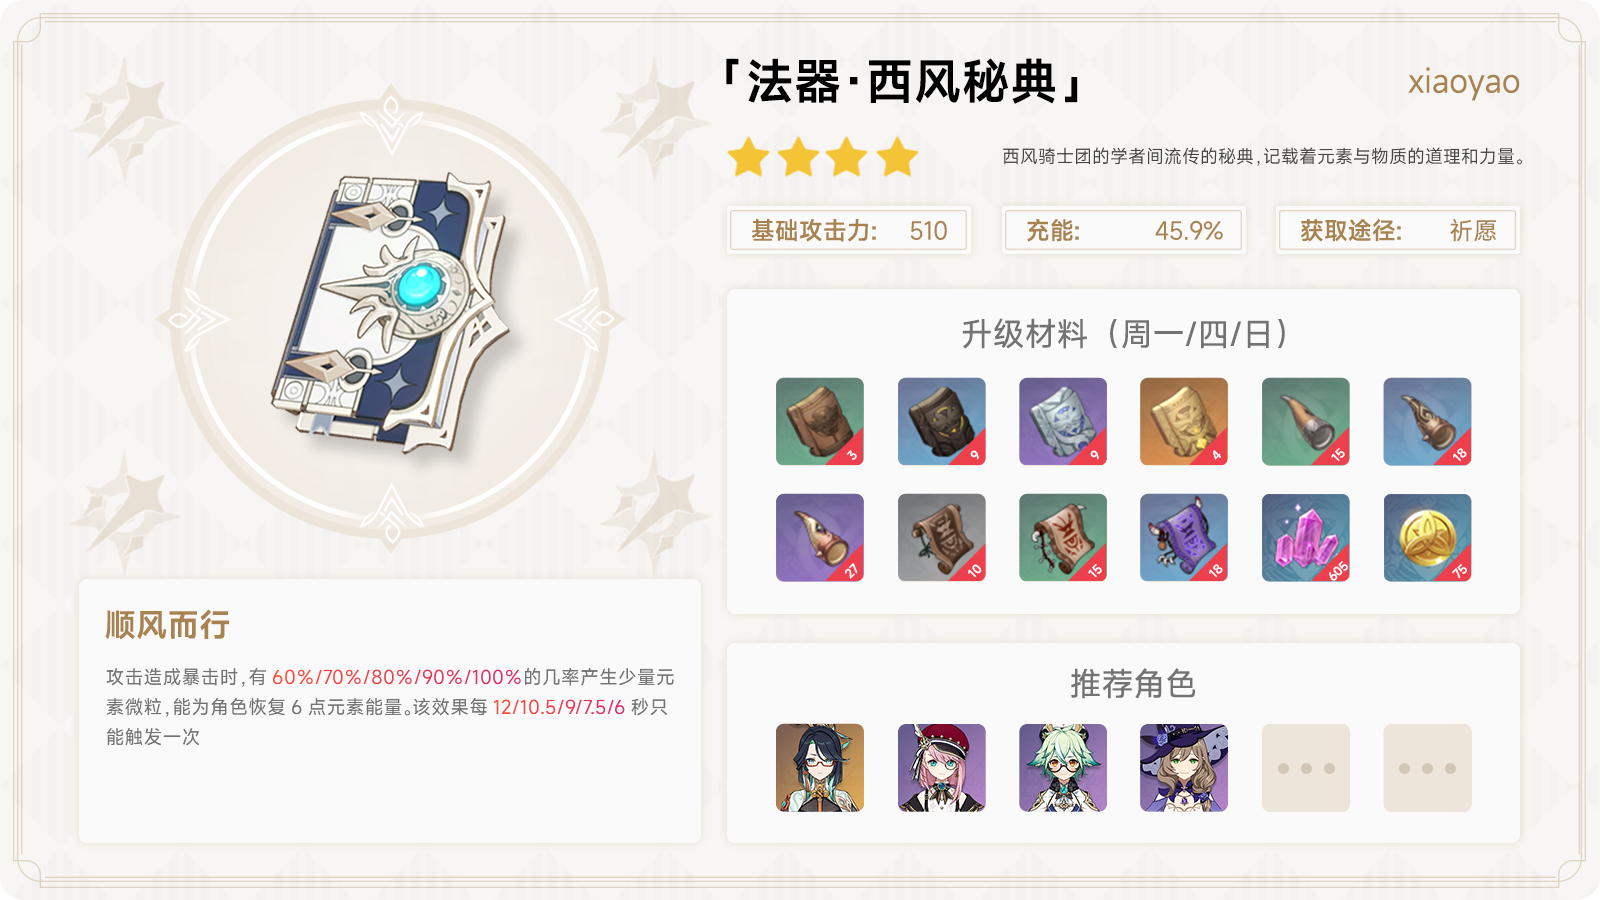 「法器·西风秘典」
xiaoyao
西风骑士团的学者间流传的秘典,记载着元素与物质的道理和力量。
基础攻击力: 510
充能: 45.9%
获取途径: 祈愿
升级材料（周一/四/日）
3 9 9 4 15 18
27 10 15 18 605 75
顺风而行
攻击造成暴击时,有 60%/70%/80%/90%/100%的几率产生少量元
素微粒,能为角色恢复 6 点元素能量。该效果每 12/10.5/9/7.5/6 秒只
能触发一次
推荐角色